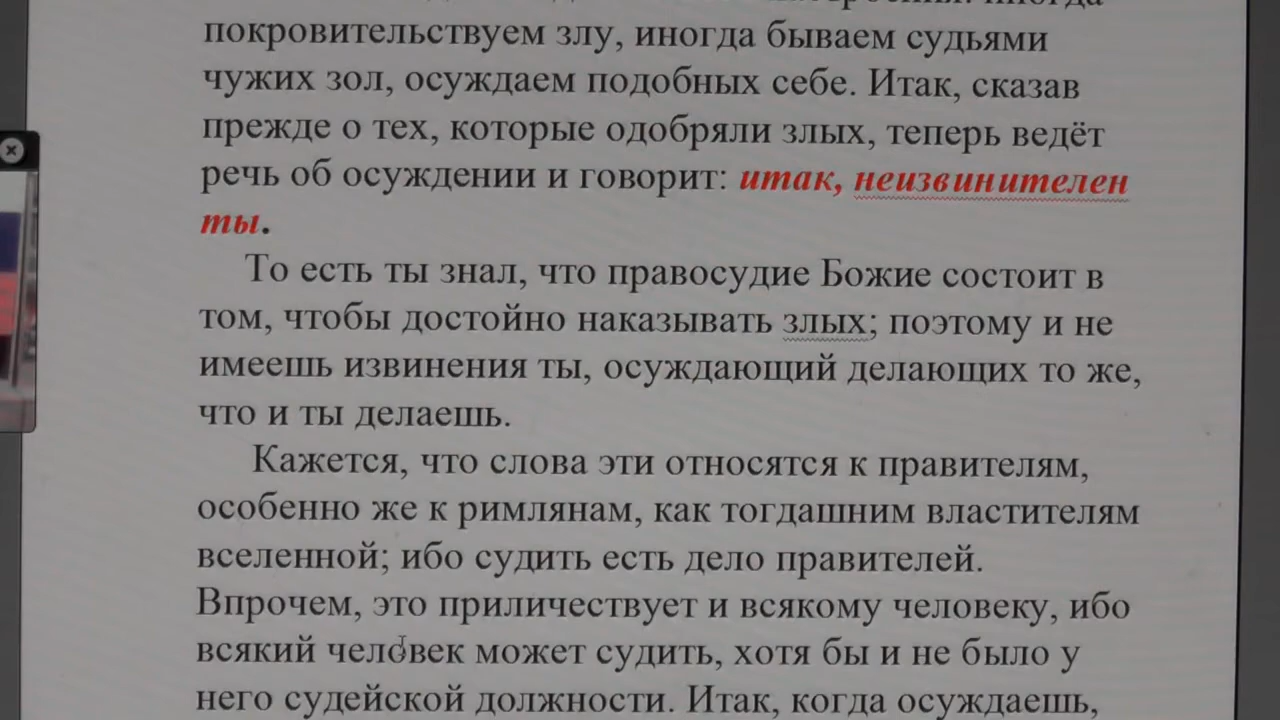 покровительствуем злу, иногда бываем судьями
чужих зол, осуждаем подобных себе. Итак, сказав
прежде о тех, которые одобряли злых, теперь ведёт
речь об осуждении и говорит: итак, неизвинителен
ты.
То есть ты знал, что правосудие Божие состоит в
том, чтобы достойно наказывать злых; поэтому и не
имеешь извинения ты, осуждающий делающих то же,
что и ты делаешь.
Кажется, что слова эти относятся к правителям,
особенно же к римлянам, как тогдашним властителям
вселенной; ибо судить есть дело правителей.
Впрочем, это приличествует и всякому человеку, ибо
всякий человек может судить, хотя бы и не было у
него судейской должности. Итак, когда осуждаешь,